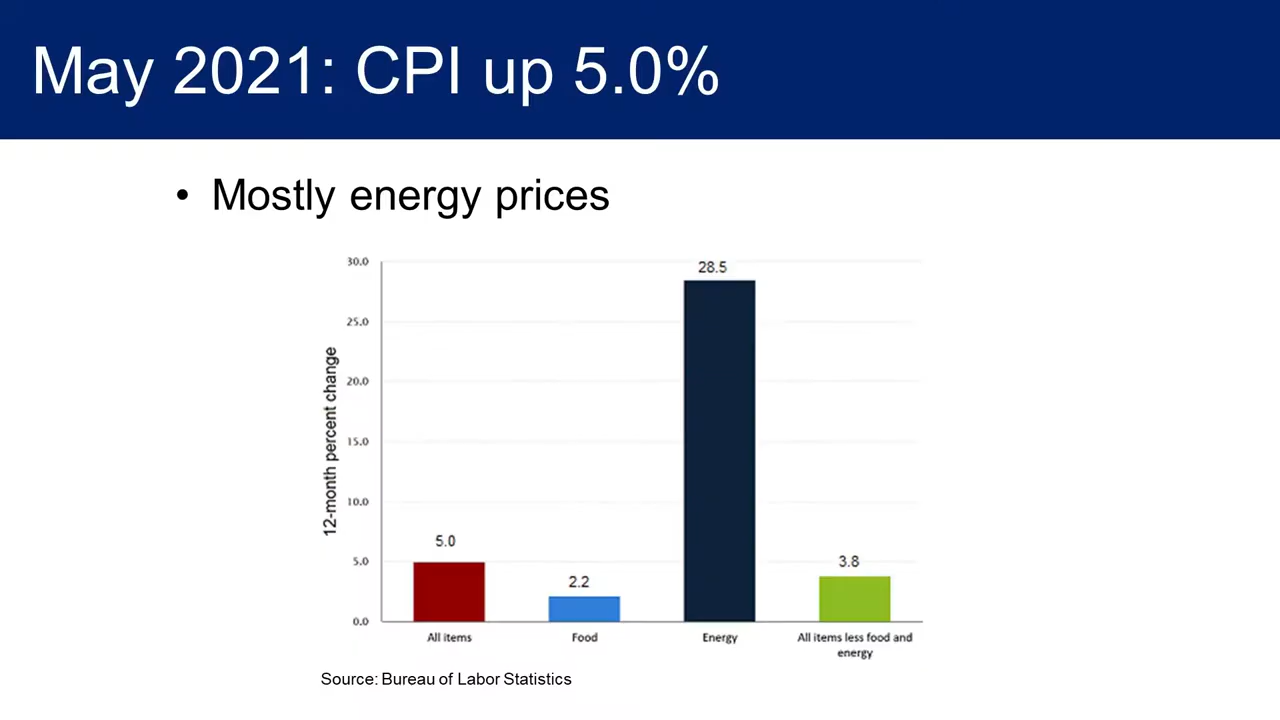 May 2021: CPI up 5.0%
• Mostly energy prices
12-month percent change
30.0
25.0
20.0
15.0
10.0
5.0
0.0
5.0
2.2
28.5
3.8
All items
Food
Energy
All items less food and
energy
Source: Bureau of Labor Statistics